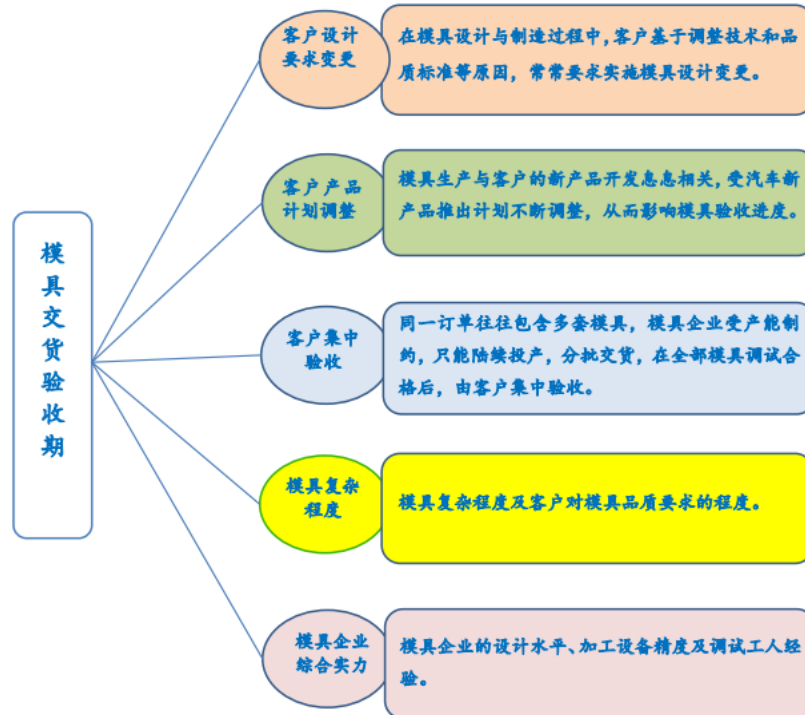 客户设计
要求变更
在模具设计与制造过程中，客户基于调整技术和品
质标准等原因，常常要求实施模具设计变更。
客户产品
计划调整
模具生产与客户的新产品开发息息相关，受汽车新
产品推出计划不断调整，从而影响模具验收进度。
模具交货验收期
客户集中
验收
同一订单往往包含多套模具，模具企业受产能制
约，只能陆续投产，分批交货，在全部模具调试合
格后，由客户集中验收。
模具复杂
程度
模具复杂程度及客户对模具品质要求的程度。
模具企业
综合实力
模具企业的设计水平、加工设备精度及调试工人经
验。